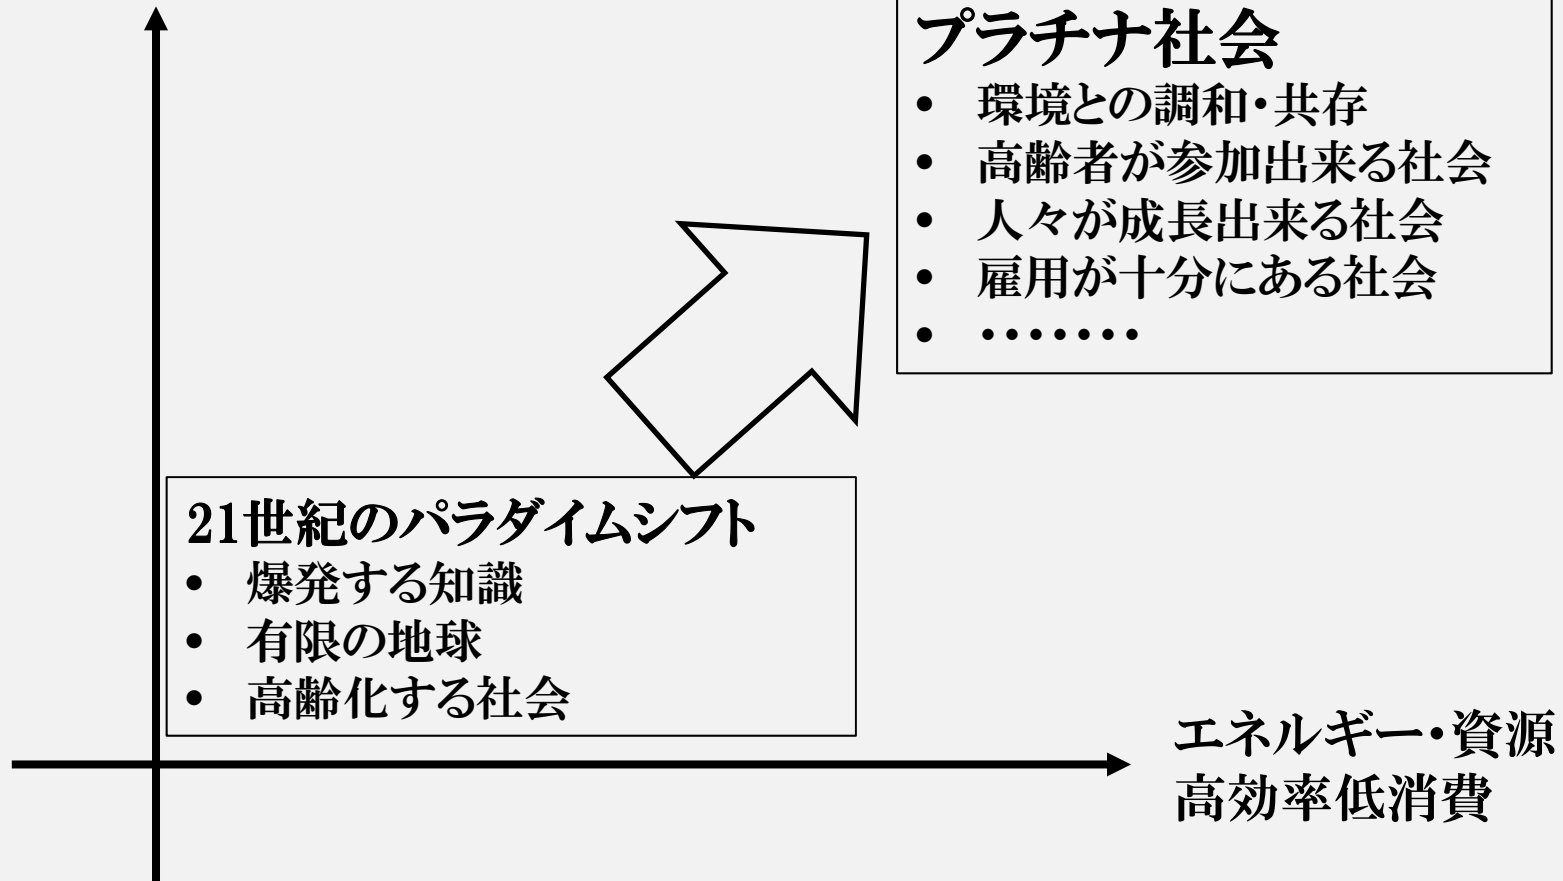 プラチナ社会
• 環境との調和・共存
• 高齢者が参加出来る社会
• 人々が成長出来る社会
• 雇用が十分にある社会
• ・・・・・・・
21世紀のパラダイムシフト
• 爆発する知識
• 有限の地球
• 高齢化する社会
エネルギー・資源
高効率低消費